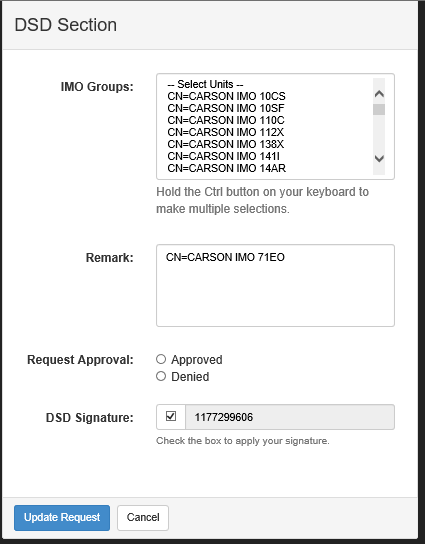 DSD Section
IMO Groups:
-- Select Units --
CN=CARSON IMO 10CS
CN=CARSON IMO 10SF
CN=CARSON IMO 110C
CN=CARSON IMO 112X
CN=CARSON IMO 138X
CN=CARSON IMO 141I
CN=CARSON IMO 14AR
Hold the Ctrl button on your keyboard to
make multiple selections.
Remark:
CN=CARSON IMO 71EO
Request Approval:
Approved
Denied
DSD Signature:
1177299606
Check the box to apply your signature.
Update Request
Cancel